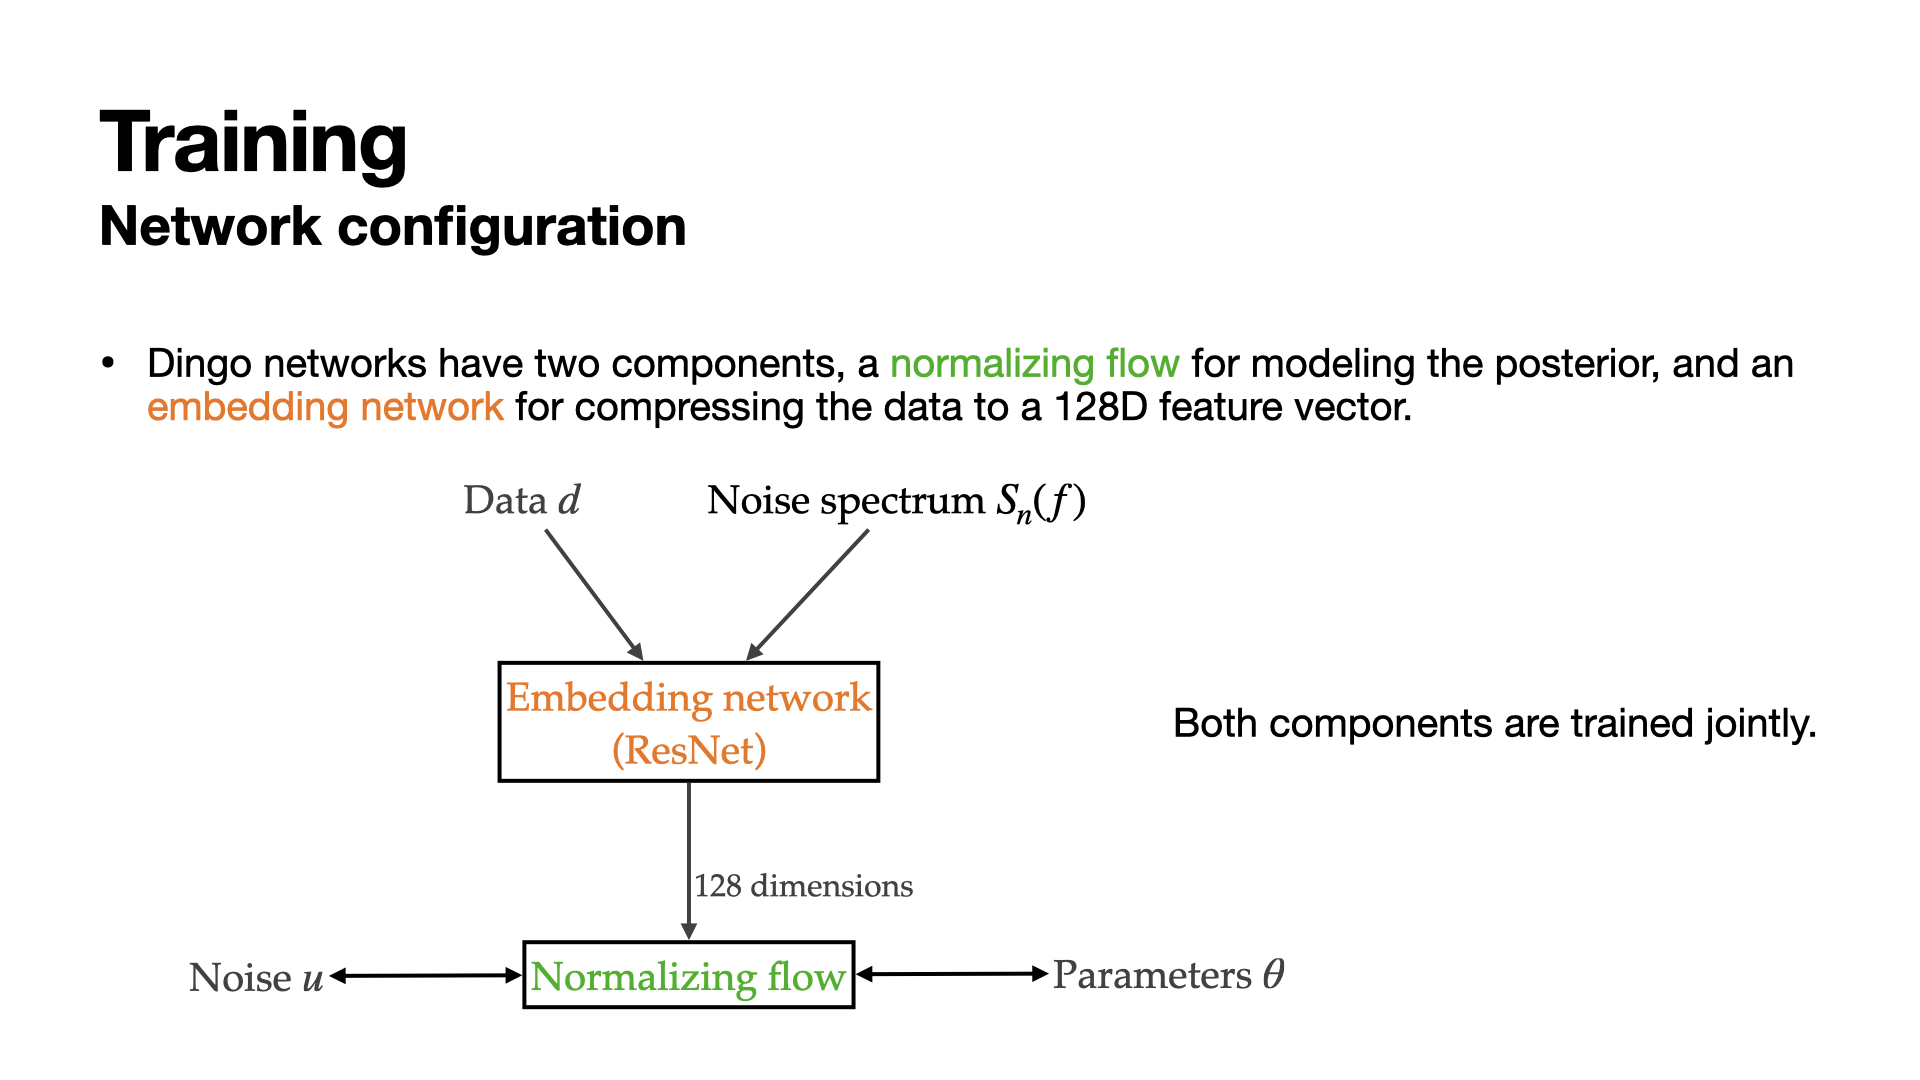 Training
Network configuration
• Dingo networks have two components, a normalizing flow for modeling the posterior, and an
embedding network for compressing the data to a 128D feature vector.
Data d
Noise spectrum Sₙ(f)
Embedding network
(ResNet)
Both components are trained jointly.
128 dimensions
Noise u
Normalizing flow
Parameters θ